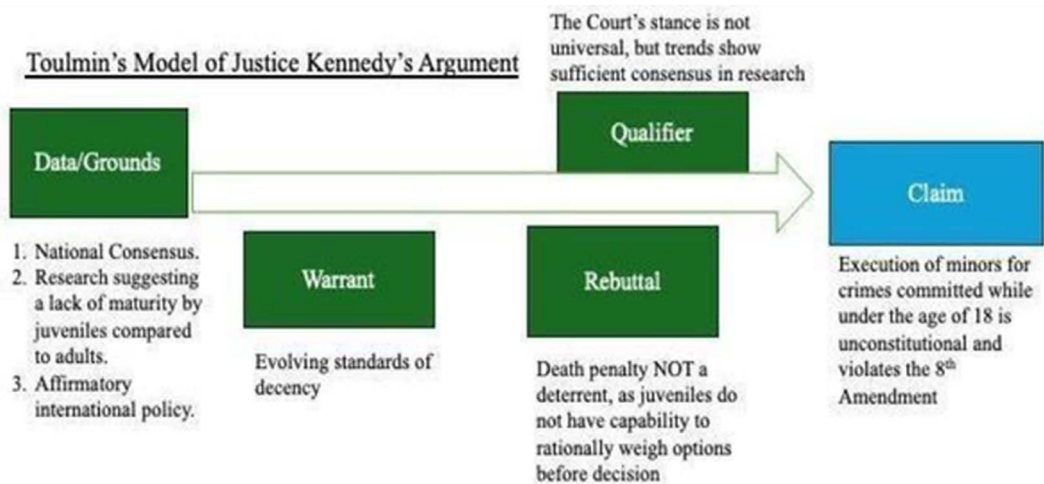 Toulmin's Model of Justice Kennedy's Argument
The Court's stance is not
universal, but trends show
sufficient consensus in research
Data/Grounds
Qualifier
Claim
1. National Consensus.
2. Research suggesting
a lack of maturity by
juveniles compared
to adults.
3. Affirmatory
international policy.
Warrant
Evolving standards of
decency
Rebuttal
Death penalty NOT a
deterrent, as juveniles do
not have capability to
rationally weigh options
before decision
Execution of minors for
crimes committed while
under the age of 18 is
unconstitutional and
violates the 8th
Amendment